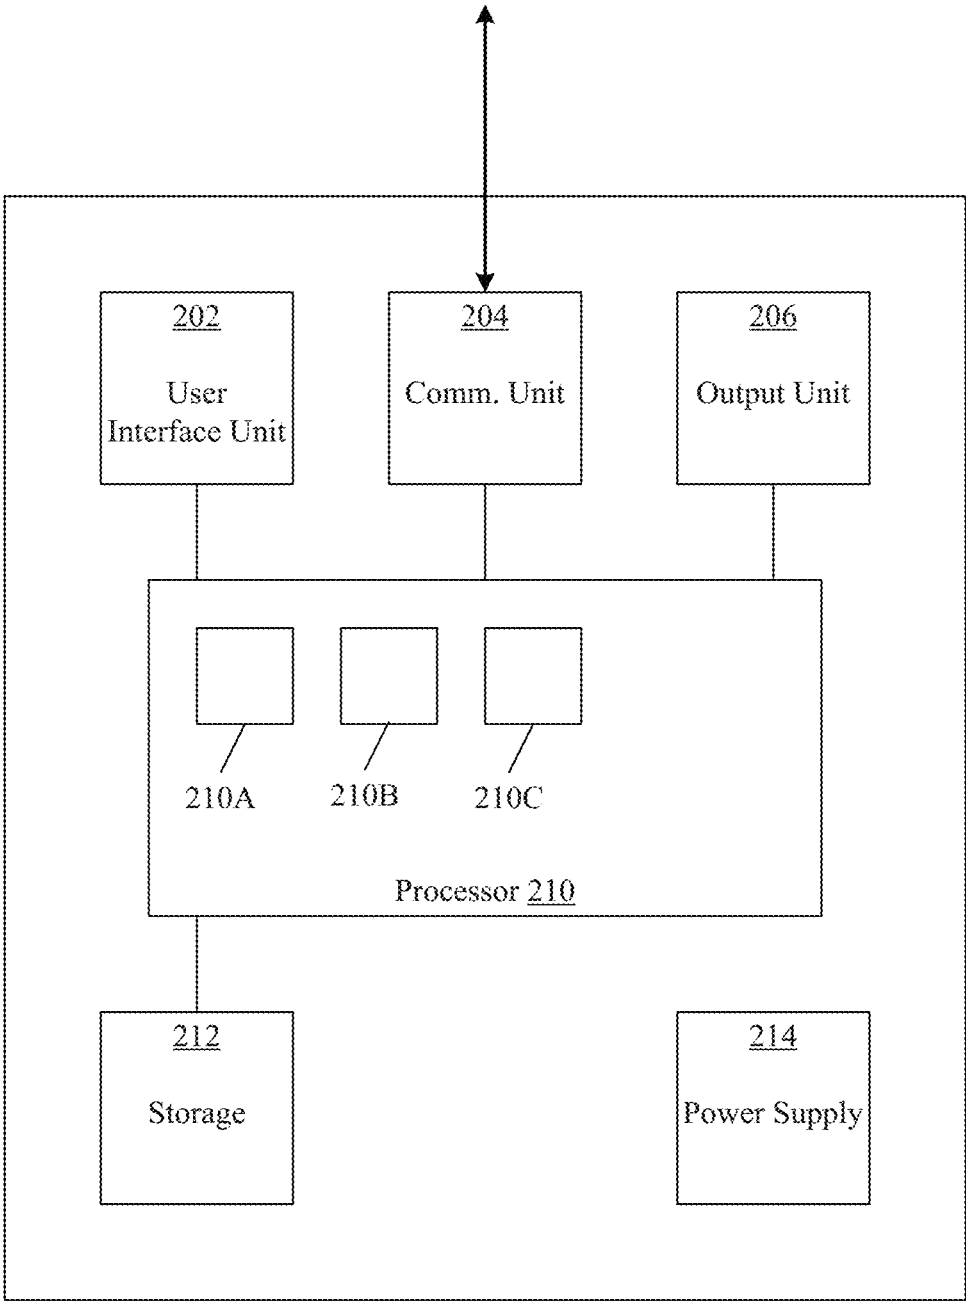 202
User
Interface Unit
204
Comm. Unit
206
Output Unit
210A
210B
210C
Processor 210
212
Storage
214
Power Supply